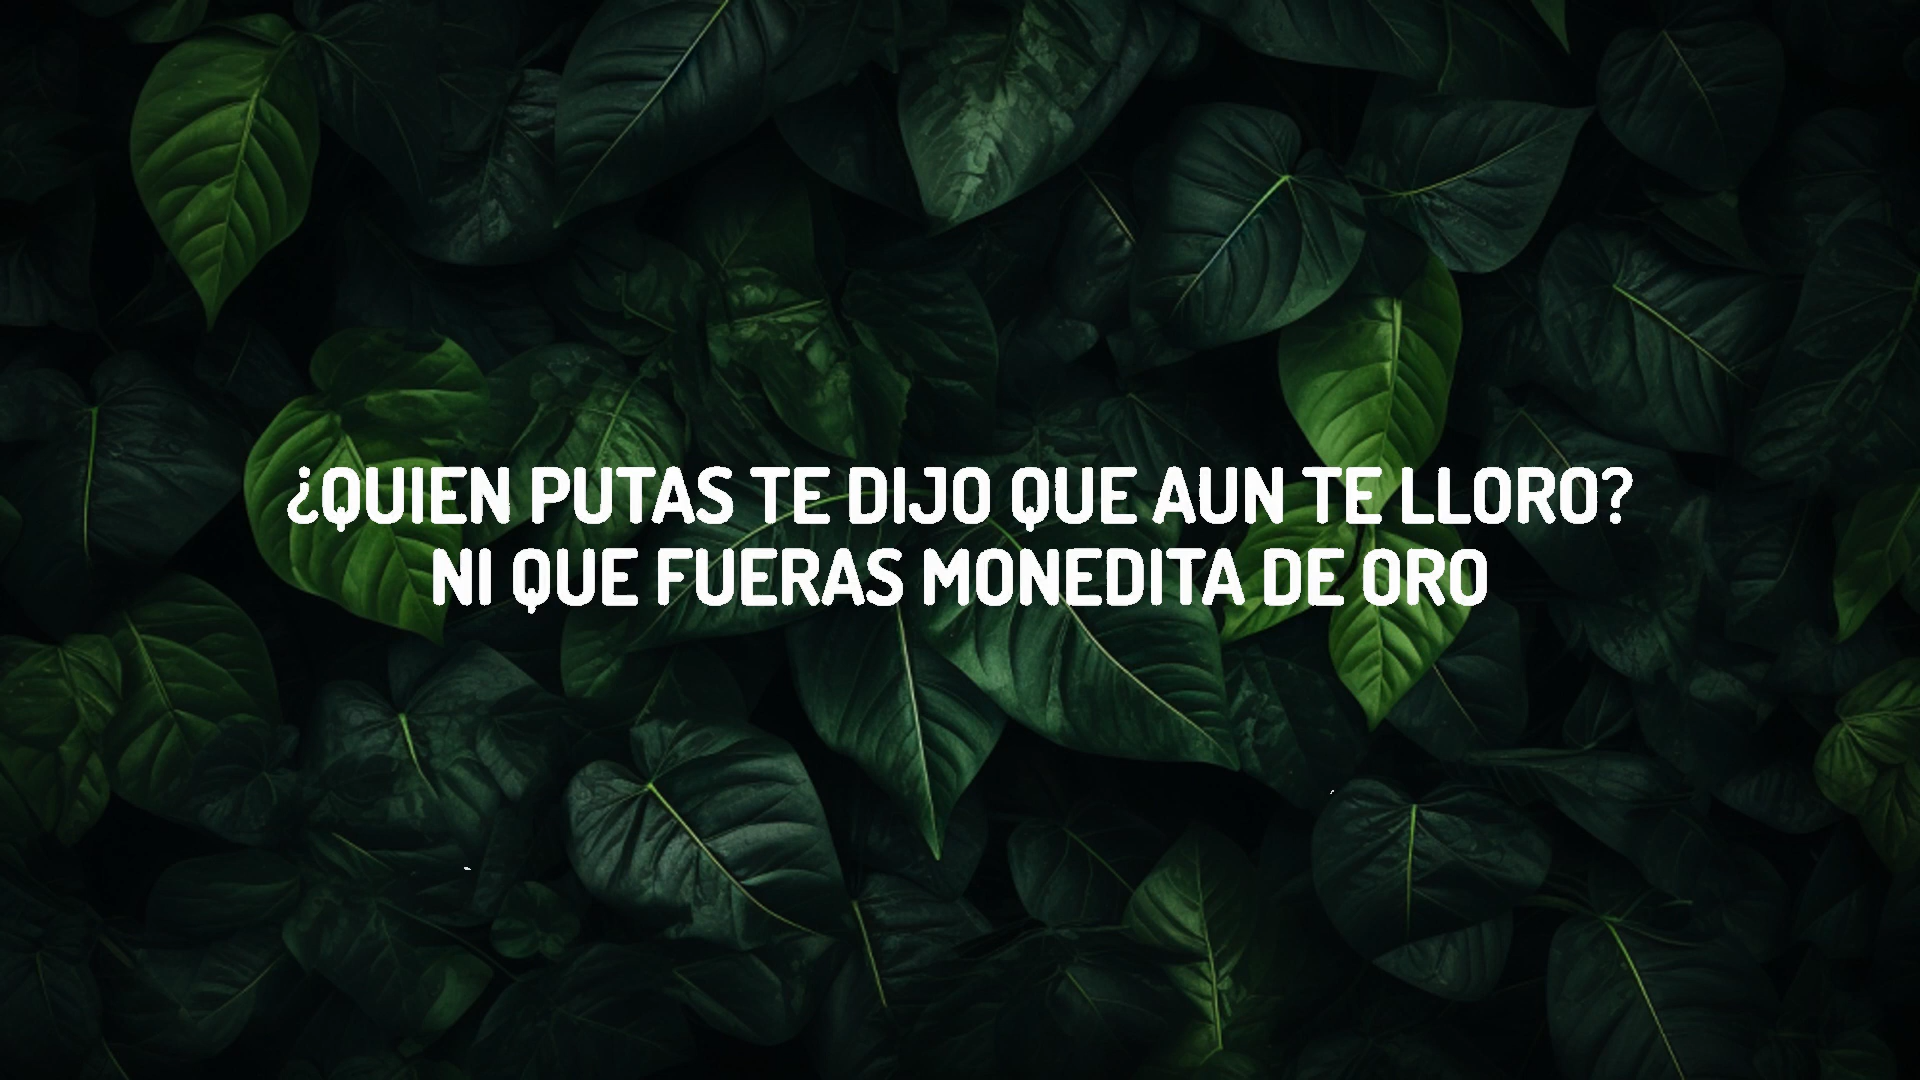 ¿QUIEN PUTAS TE DIJO QUE AUN TE LLORO?
NI QUE FUERAS MONEDITA DE ORO